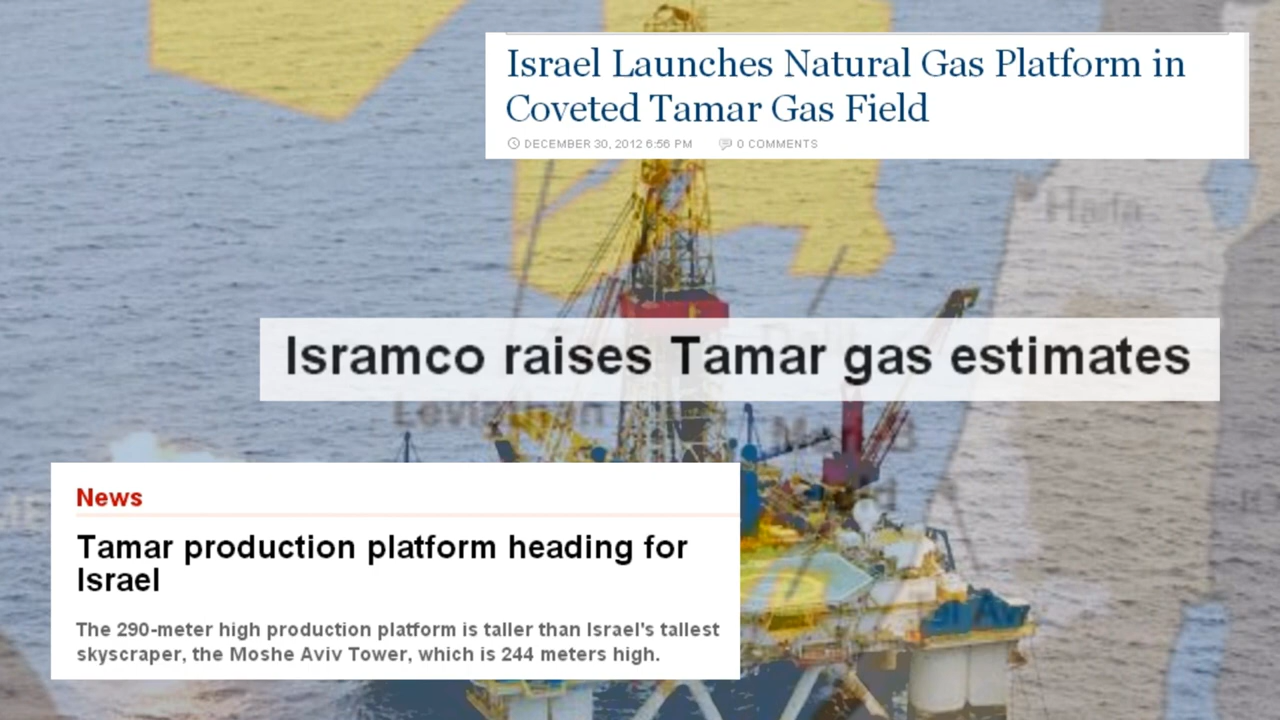 Israel Launches Natural Gas Platform in
Coveted Tamar Gas Field
DECEMBER 30, 2012 6:56 PM 0 COMMENTS
Haifa
Isramco raises Tamar gas estimates
Leviathan
News
Tamar production platform heading for
Israel
The 290-meter high production platform is taller than Israel's tallest
skyscraper, the Moshe Aviv Tower, which is 244 meters high.